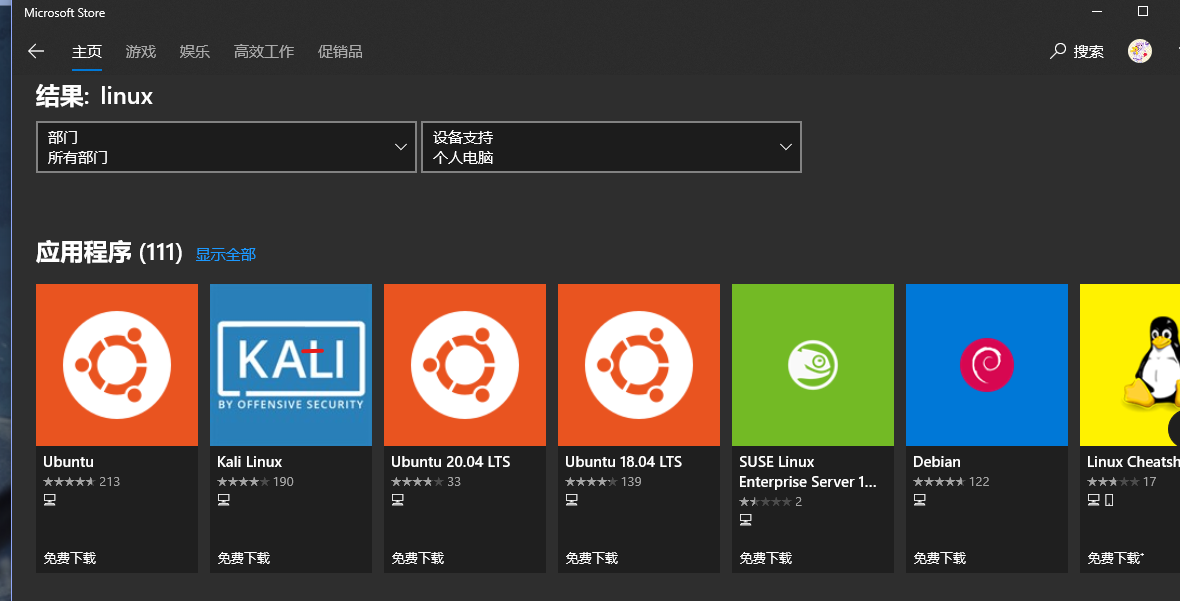 Microsoft Store
主页 游戏 娱乐 高效工作 促销品 搜索
结果: linux
部门
所有部门
设备支持
个人电脑
应用程序 (111) 显示全部
KALI
BY OFFENSIVE SECURITY
Ubuntu
213
免费下载
Kali Linux
190
免费下载
Ubuntu 20.04 LTS
33
免费下载
Ubuntu 18.04 LTS
139
免费下载
SUSE Linux
Enterprise Server 1...
2
免费下载
Debian
122
免费下载
Linux Cheatsh
17
免费下载+